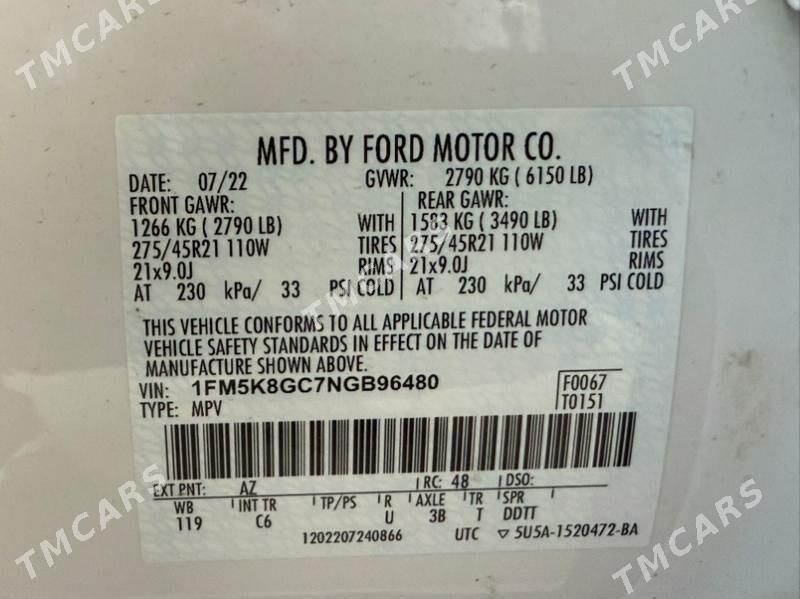 TMCARS
TMCARS
MFD. BY FORD MOTOR CO.
DATE: 07/22 GVWR: 2790 KG ( 6150 LB)
FRONT GAWR: REAR GAWR:
1266 KG ( 2790 LB) WITH 1583 KG ( 3490 LB) WITH
275/45R21 110W TIRES 275/45R21 110W TIRES
21x9.0J RIMS 21x9.0J RIMS
AT 230 kPa/ 33 PSI COLD AT 230 kPa/ 33 PSI COLD
TMCARS
THIS VEHICLE CONFORMS TO ALL APPLICABLE FEDERAL MOTOR
VEHICLE SAFETY STANDARDS IN EFFECT ON THE DATE OF
MANUFACTURE SHOWN ABOVE.
VIN: 1FM5K8GC7NGB96480 F0067
TYPE: MPV T0151
EXT PNT: AZ RC: 48 DSO:
WB INT TR TP/PS R AXLE TR SPR
119 C6 U 3B T DDTT
1202207240866 UTC ▽ 5U5A-1520472-BA
TMCARS
TMCARS